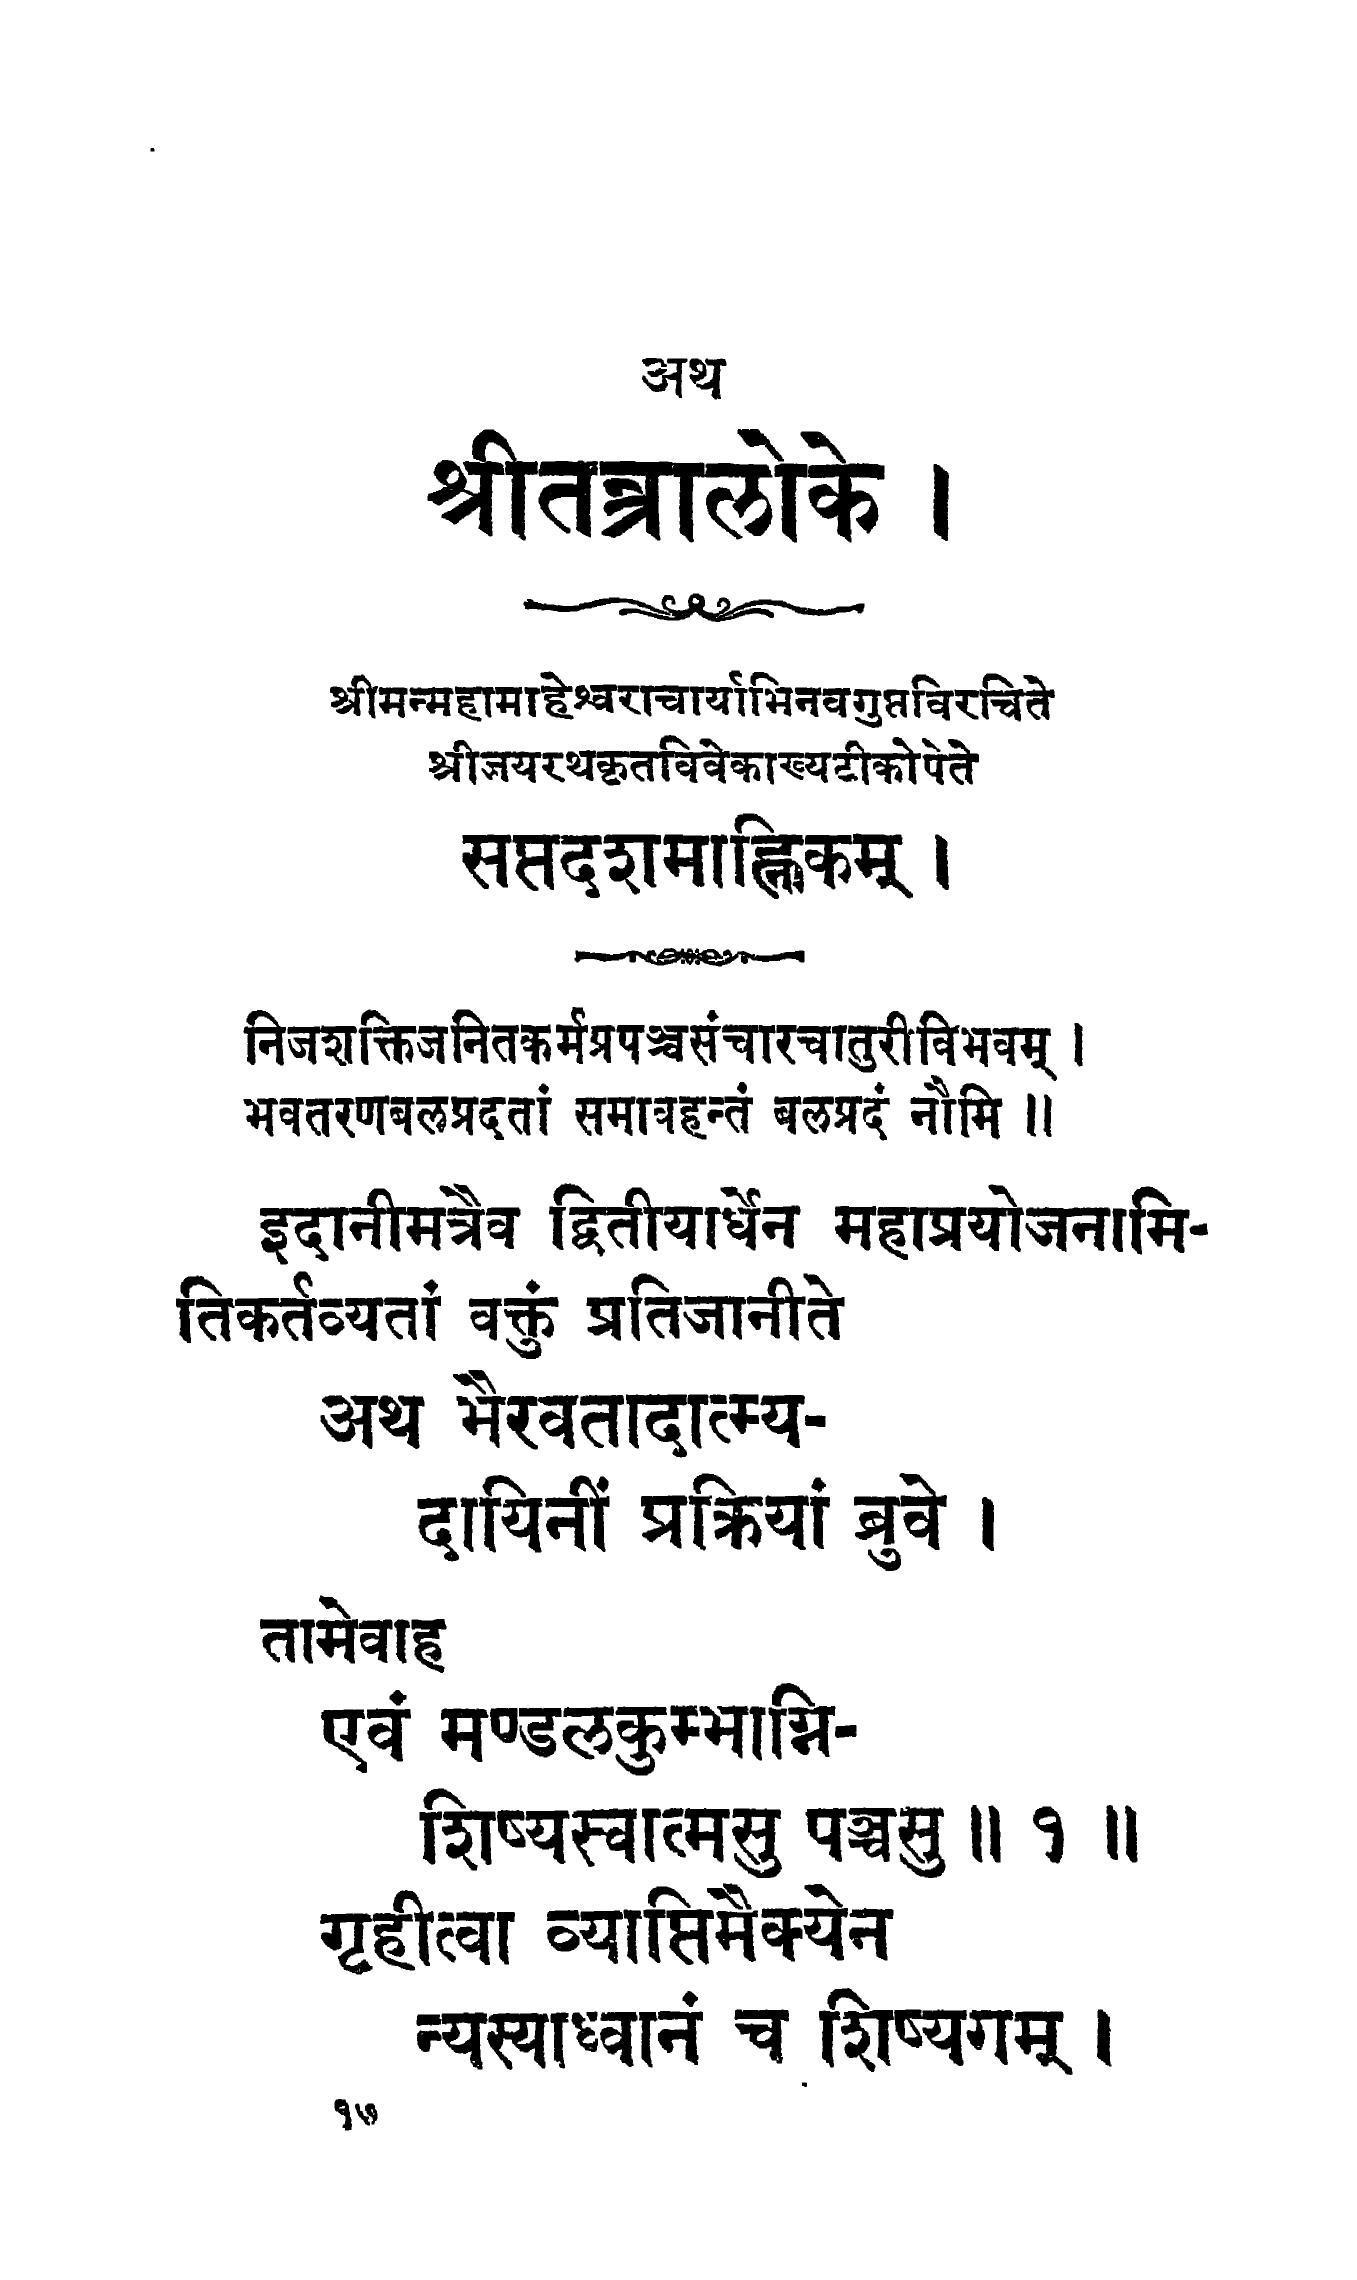 अथ
श्रीतन्त्रालोके ।
श्रीमन्महामाहेश्वराचार्याभिनवगुप्तविरचिते
श्रीजयरथकृतविवेकाख्यटीकोपेते
सप्तदशमाह्निकम् ।
निजशक्तिजनितकर्मप्रपञ्चसंचारचातुरीविभवम् ।
भवतरणबलप्रदतां समावहन्तं बलप्रदं नौमि ॥
इदानीमत्रैव द्वितीयार्धेन महाप्रयोजनामि-
तिकर्तव्यतां वक्तुं प्रतिजानीते
अथ भैरवतादात्म्य-
दायिनीं प्रक्रियां ब्रुवे ।
तामेवाह
एवं मण्डलकुम्भाग्नि-
शिष्यस्वात्मसु पञ्चसु ॥ १ ॥
गृहीत्वा व्याप्तिमैक्येन
न्यस्याध्वानं च शिष्यगम् ।
१७